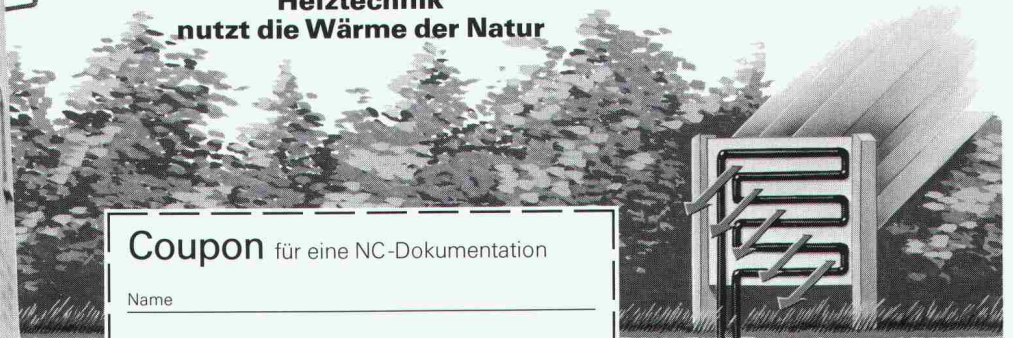 Heiztechnik
nutzt die Wärme der Natur
Coupon für eine NC-Dokumentation
Name